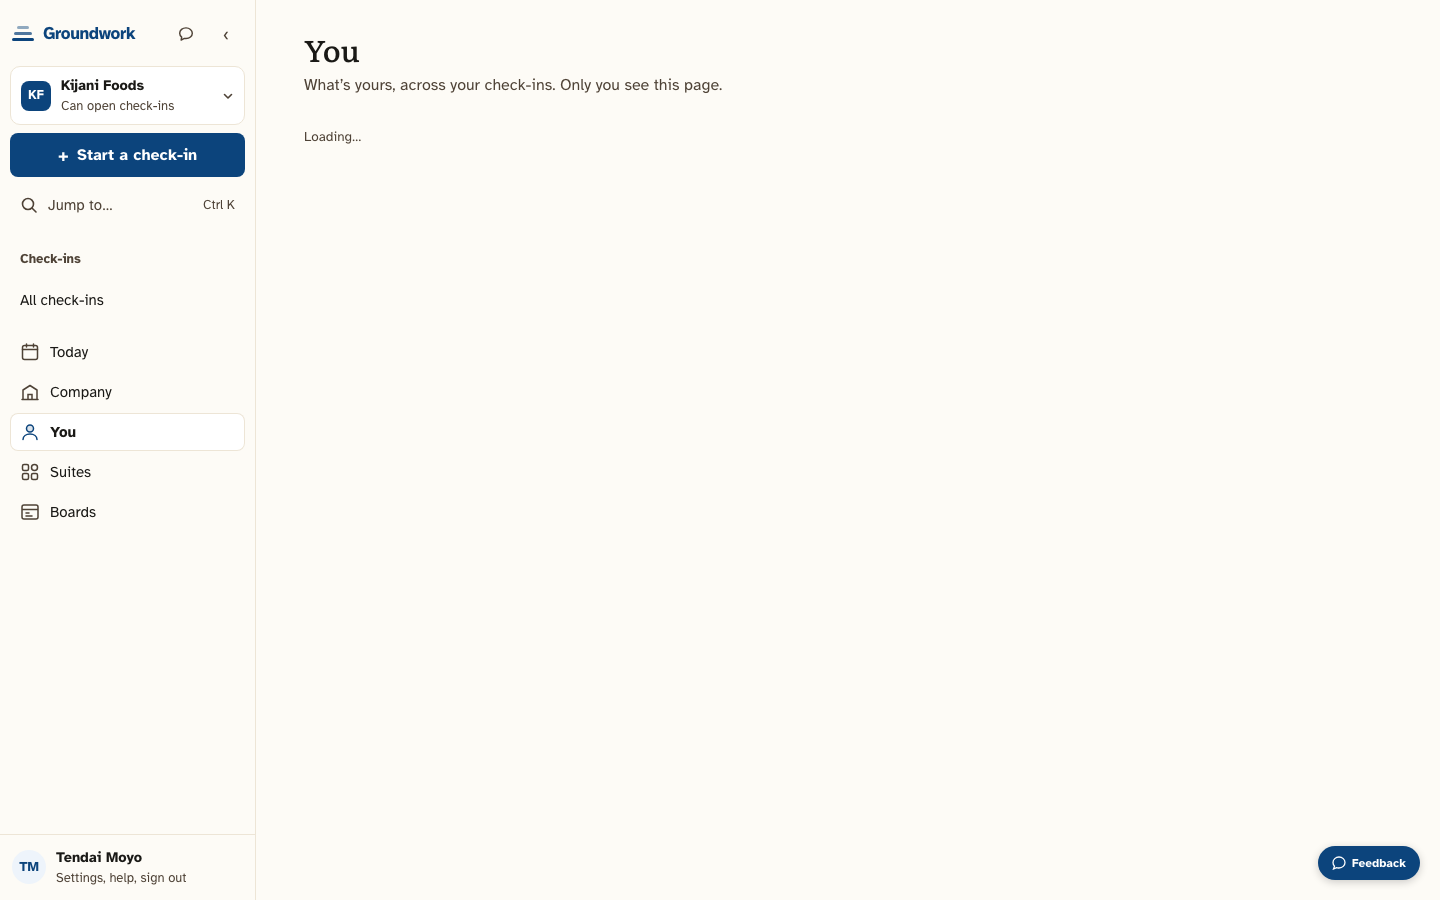 Groundwork
‹
KF
Kijani Foods
Can open check-ins
+ Start a check-in
Jump to...
Ctrl K
Check-ins
All check-ins
Today
Company
You
Suites
Boards
TM
Tendai Moyo
Settings, help, sign out
You
What's yours, across your check-ins. Only you see this page.
Loading...
Feedback